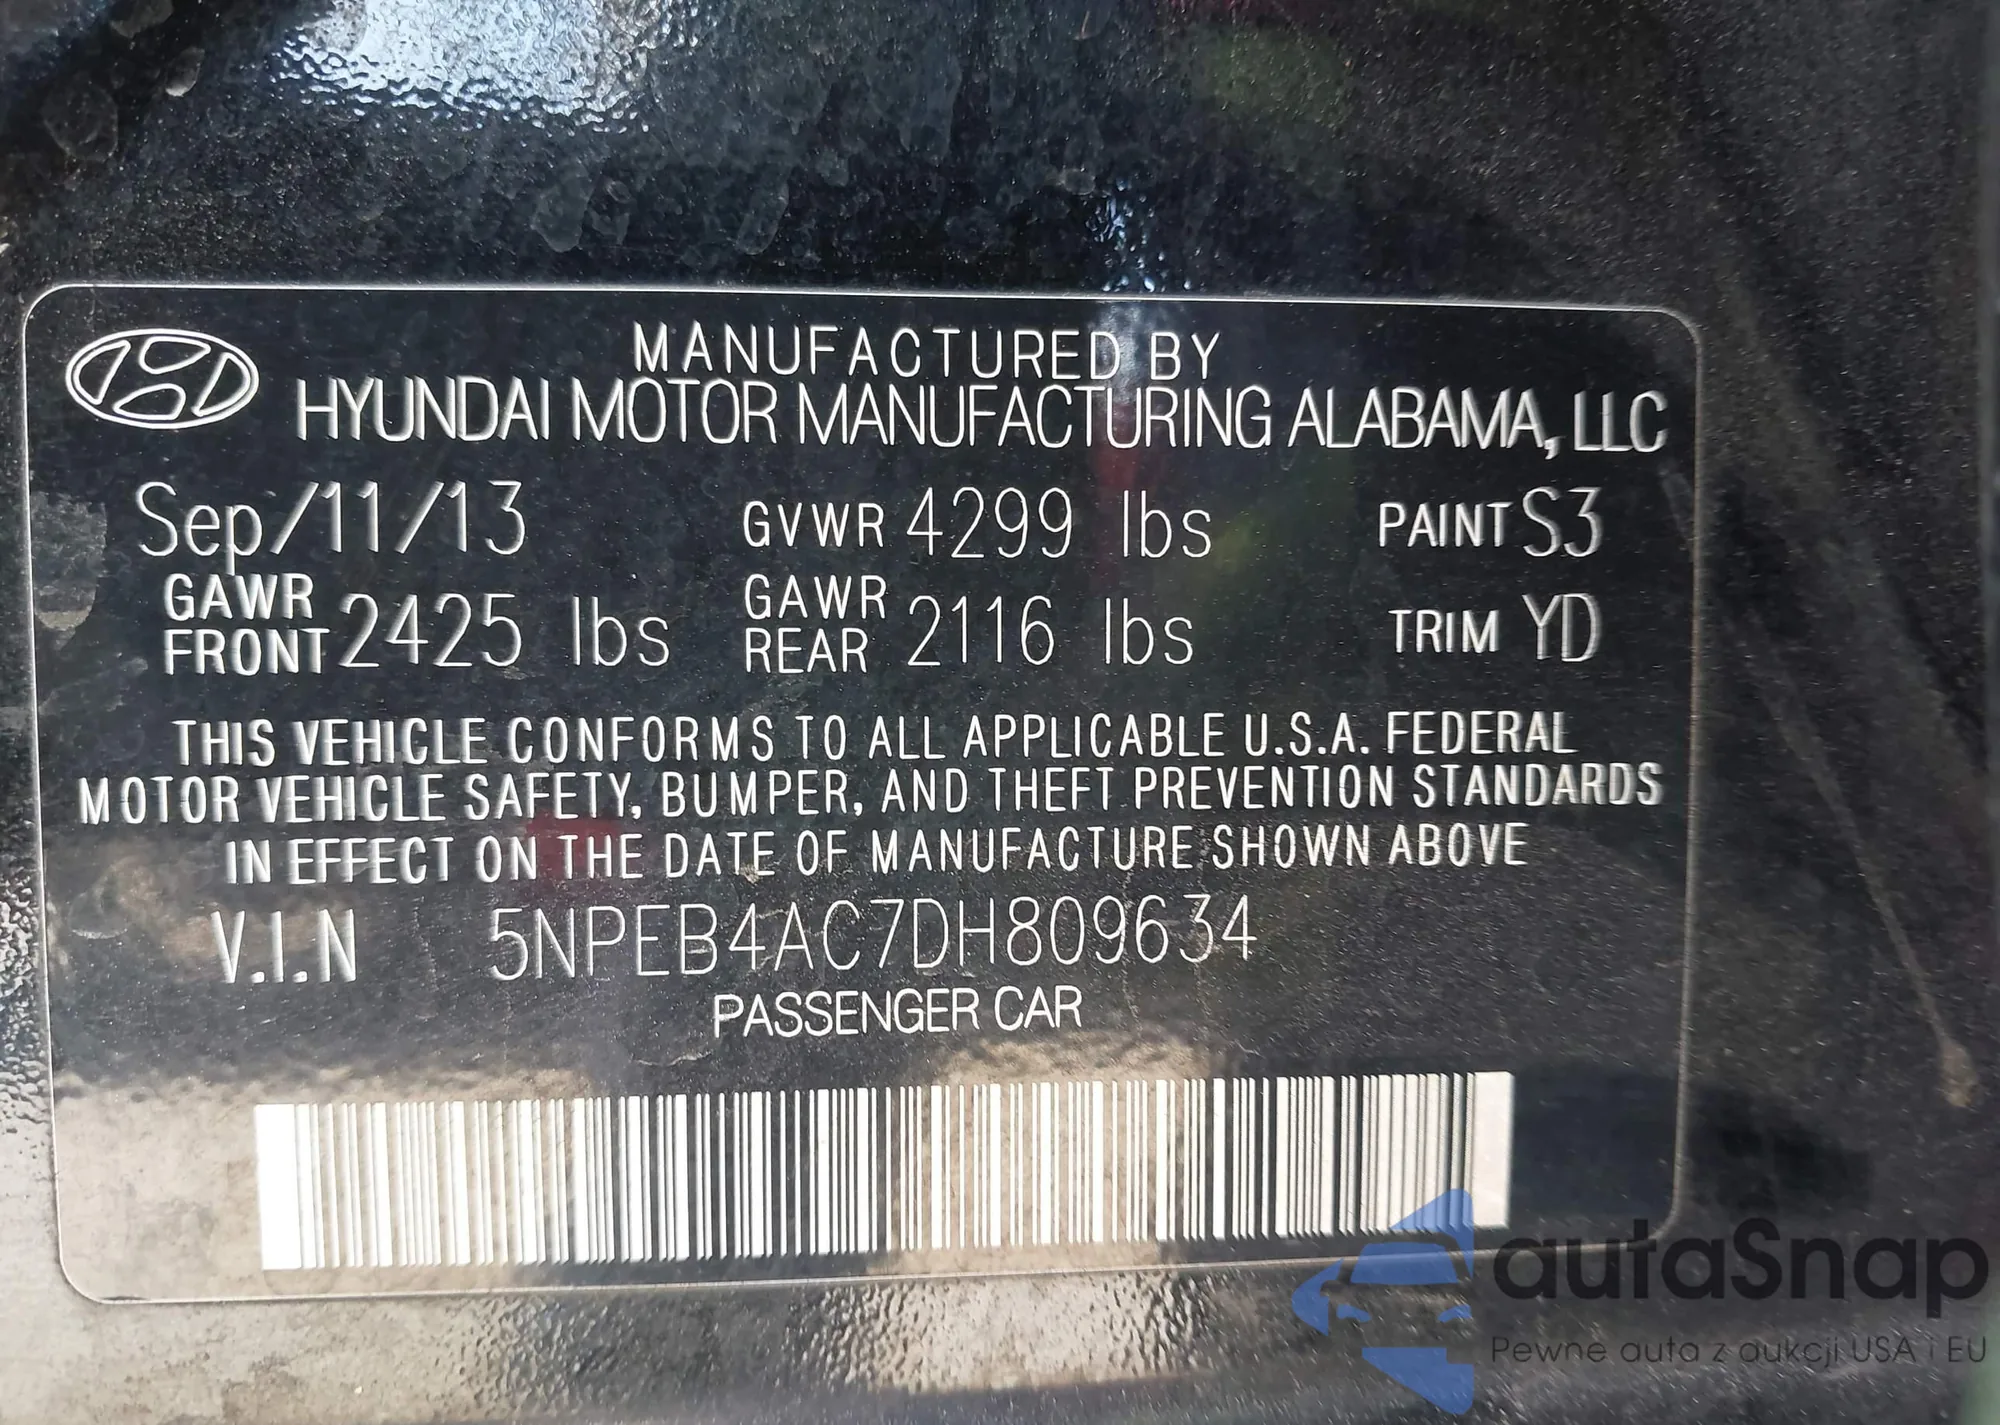 MANUFACTURED BY
HYUNDAI MOTOR MANUFACTURING ALABAMA, LLC
Sep/11/13 GVWR 4299 lbs PAINT S3
GAWR FRONT 2425 lbs GAWR REAR 2116 lbs TRIM YD
THIS VEHICLE CONFORMS TO ALL APPLICABLE U.S.A. FEDERAL
MOTOR VEHICLE SAFETY, BUMPER, AND THEFT PREVENTION STANDARDS
IN EFFECT ON THE DATE OF MANUFACTURE SHOWN ABOVE
V.I.N 5NPEB4AC7DH809634
PASSENGER CAR
autaSnap
Pewne auta z aukcji USA i EU